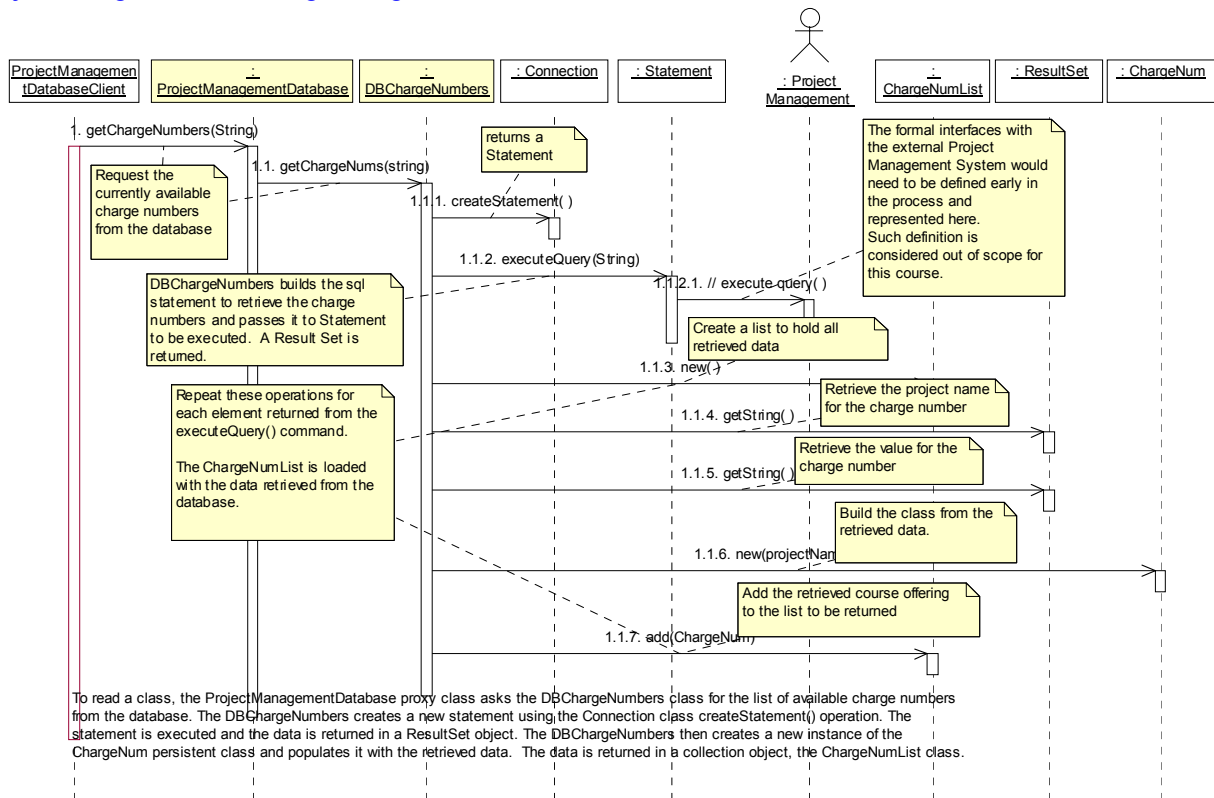 ProjectManagemen
tDatabaseClient
:
ProjectManagementDatabase
:
DBChargeNumbers
: Connection
: Statement
: Project
Management
:
ChargeNumList
: ResultSet
: ChargeNum
1. getChargeNumbers(String)
Request the
currently available
charge numbers
from the database
1.1. getChargeNums(string)
returns a
Statement
1.1.1. createStatement( )
The formal interfaces with
the external Project
Management System would
need to be defined early in
the process and
represented here.
Such definition is
considered out of scope for
this course.
1.1.2. executeQuery(String)
DBChargeNumbers builds the sql
statement to retrieve the charge
numbers and passes it to Statement
to be executed. A Result Set is
returned.
1.1.2.1. // execute query( )
Create a list to hold all
retrieved data
1.1.3. new( )
Repeat these operations for
each element returned from the
executeQuery() command.
The ChargeNumList is loaded
with the data retrieved from the
database.
Retrieve the project name
for the charge number
1.1.4. getString( )
Retrieve the value for the
charge number
1.1.5. getString( )
Build the class from the
retrieved data.
1.1.6. new(projectNam
Add the retrieved course offering
to the list to be returned
1.1.7. add(ChargeNum)
To read a class, the ProjectManagementDatabase proxy class asks the DBChargeNumbers class for the list of available charge numbers
from the database. The DBChargeNumbers creates a new statement using the Connection class createStatement() operation. The
statement is executed and the data is returned in a ResultSet object. The DBChargeNumbers then creates a new instance of the
ChargeNum persistent class and populates it with the retrieved data. The data is returned in a collection object, the ChargeNumList class.